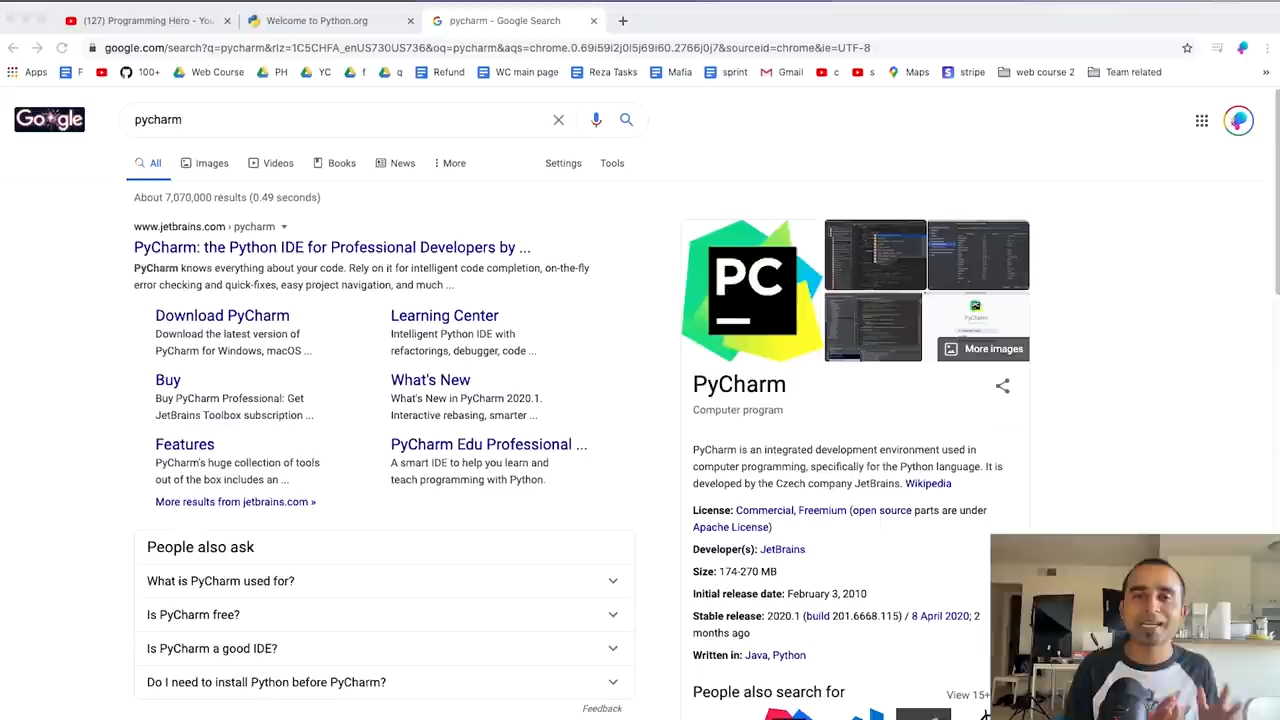 (127) Programming Hero - You
Welcome to Python.org
pycharm - Google Search
google.com/search?q=pycharm&rlz=1C5CHFA_enUS730US736&oq=pycharm&aqs=chrome.0.69i59l2j0l5j69i60.2766j0j7&sourceid=chrome&ie=UTF-8
Apps F 100+ Web Course PH YC f q Refund WC main page Reza Tasks Mafia sprint Gmail c s Maps stripe web course 2 Team related »
Google
pycharm
All Images Videos Books News More Settings Tools
About 7,070,000 results (0.49 seconds)
www.jetbrains.com › pycharm
PyCharm: the Python IDE for Professional Developers by ...
PyCharm knows everything about your code. Rely on it for intelligent code completion, on-the-fly
error checking and quick-fixes, easy project navigation, and much ...
Download PyCharm
Download the latest version of
PyCharm for Windows, macOS ...
Learning Center
Intelligent Python IDE with
refactorings, debugger, code ...
Buy
Buy PyCharm Professional: Get
JetBrains Toolbox subscription ...
What's New
What's New in PyCharm 2020.1.
Interactive rebasing, smarter ...
Features
PyCharm's huge collection of tools
out of the box includes an ...
PyCharm Edu Professional ...
A smart IDE to help you learn and
teach programming with Python.
More results from jetbrains.com »
People also ask
What is PyCharm used for?
Is PyCharm free?
Is PyCharm a good IDE?
Do I need to install Python before PyCharm?
Feedback
PC
PyCharm
More images
PyCharm
Computer program
PyCharm is an integrated development environment used in
computer programming, specifically for the Python language. It is
developed by the Czech company JetBrains. Wikipedia
License: Commercial, Freemium (open source parts are under
Apache License)
Developer(s): JetBrains
Size: 174-270 MB
Initial release date: February 3, 2010
Stable release: 2020.1 (build 201.6668.115) / 8 April 2020; 2
months ago
Written in: Java, Python
People also search for
View 15+